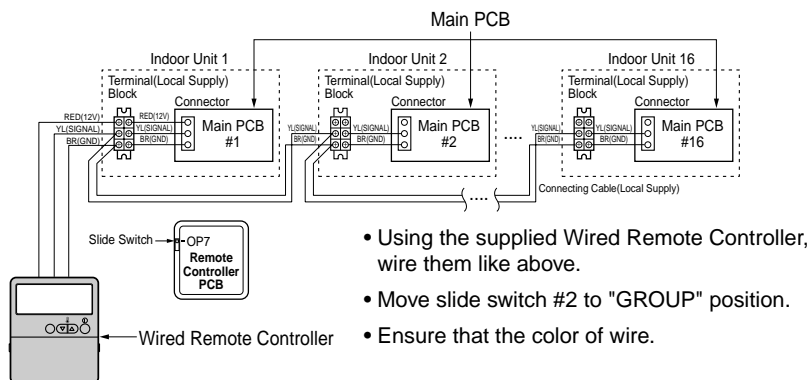 Main PCB
Indoor Unit 1
Indoor Unit 2
Indoor Unit 16
Terminal(Local Supply)
Block
Terminal(Local Supply)
Block
Terminal(Local Supply)
Block
Connector
Connector
Connector
RED(12V)
RED(12V)
YL(SIGNAL)
YL(SIGNAL)
BR(GND)
BR(GND)
Main PCB
#1
YL(SIGNAL)
YL(SIGNAL)
BR(GND)
BR(GND)
Main PCB
#2
YL(SIGNAL)
YL(SIGNAL)
BR(GND)
BR(GND)
Main PCB
#16
Connecting Cable(Local Supply)
Slide Switch
OP7
Remote
Controller
PCB
Wired Remote Controller
• Using the supplied Wired Remote Controller,
wire them like above.
• Move slide switch #2 to "GROUP" position.
• Ensure that the color of wire.